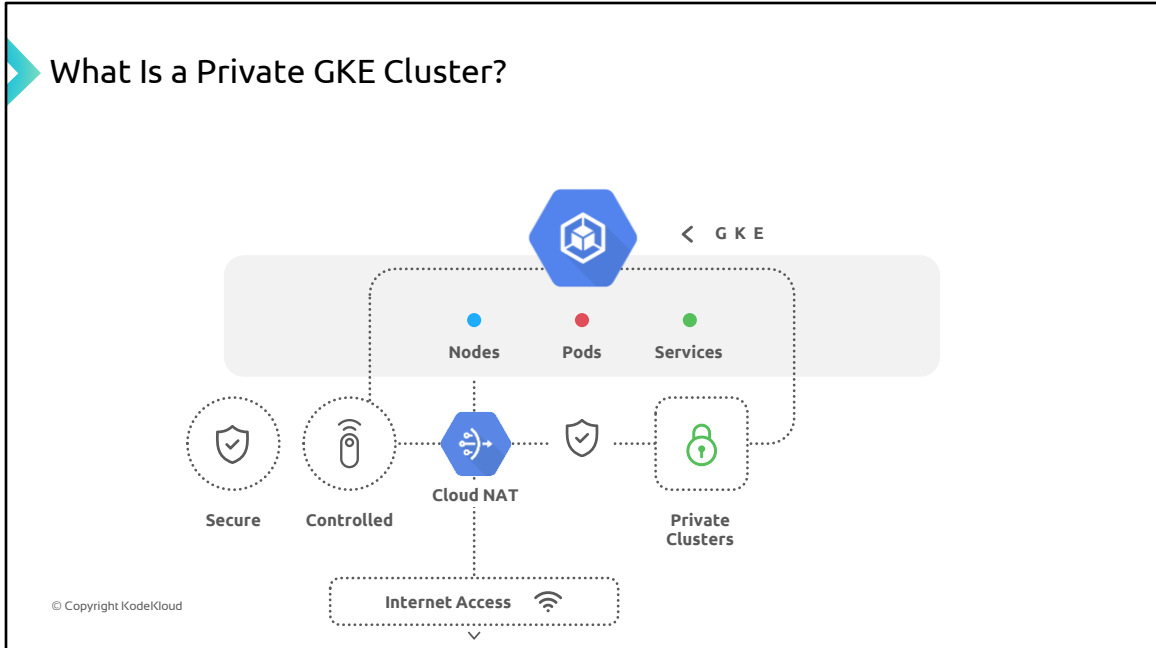 What Is a Private GKE Cluster?
GKE
Nodes
Pods
Services
Cloud NAT
Secure
Controlled
Private
Clusters
Internet Access
© Copyright KodeKloud